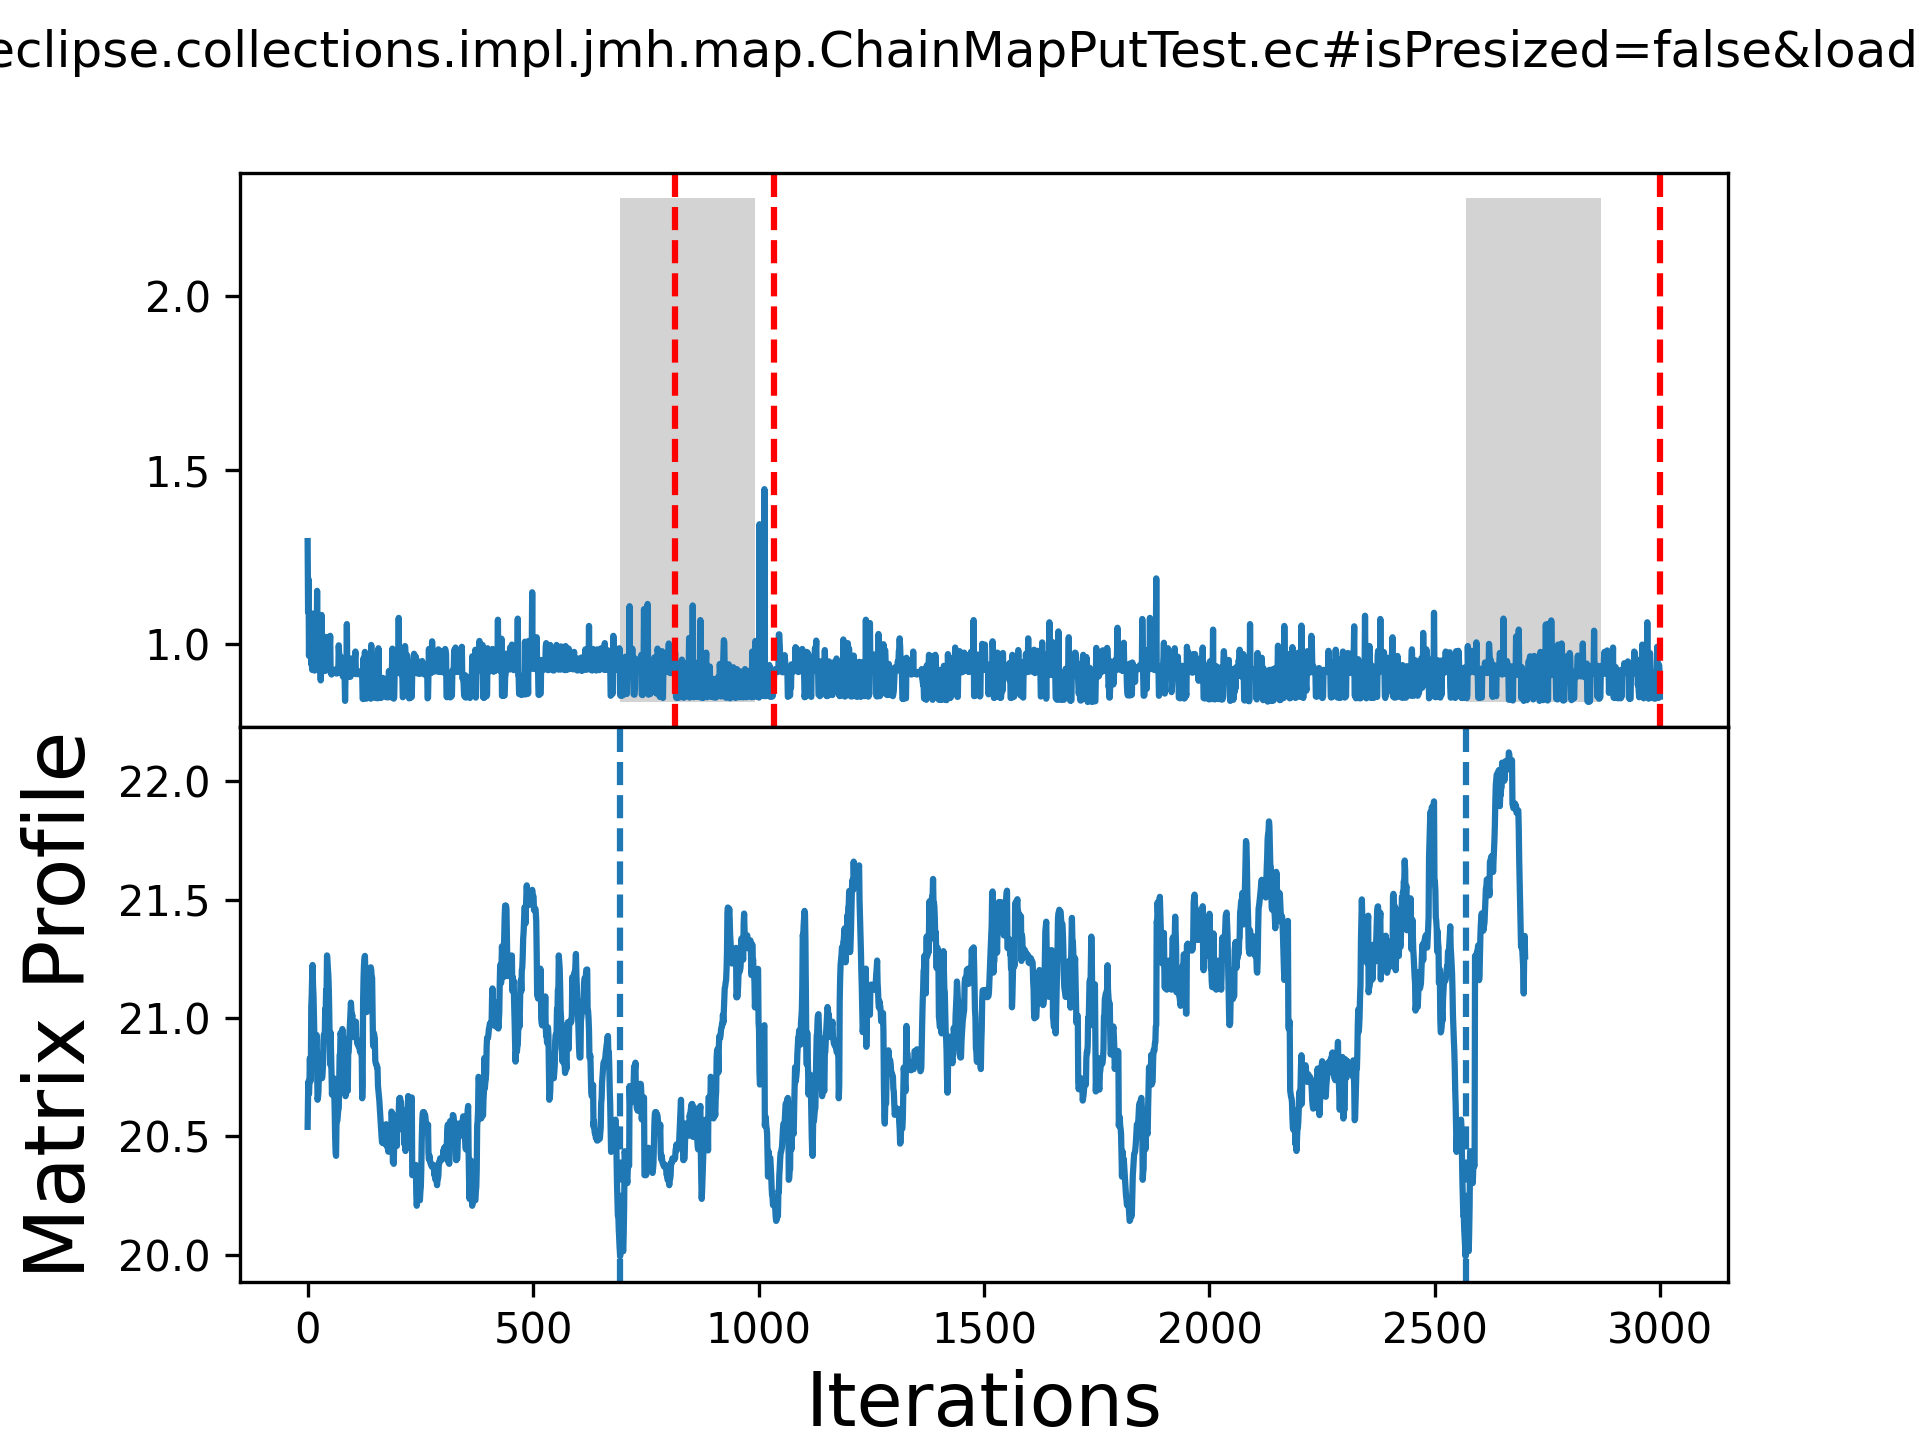 eclipse.collections.impl.jmh.map.ChainMapPutTest.ec#isPresized=false&load
2.0
1.5
1.0
Matrix Profile
22.0
21.5
21.0
20.5
20.0
0 500 1000 1500 2000 2500 3000
Iterations